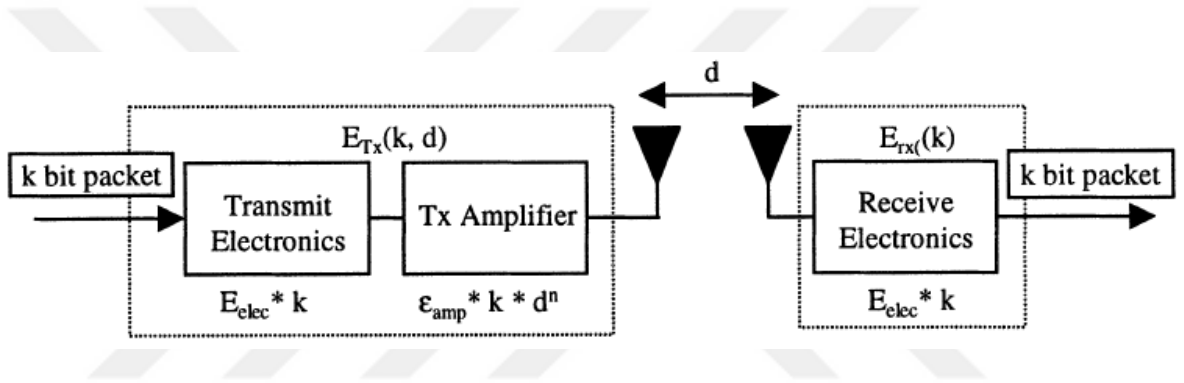 d
E_Tx(k, d)
E_rx((k)
k bit packet
Transmit
Electronics
Tx Amplifier
Receive
Electronics
k bit packet
E_elec* k
ε_amp* k * d^n
E_elec* k